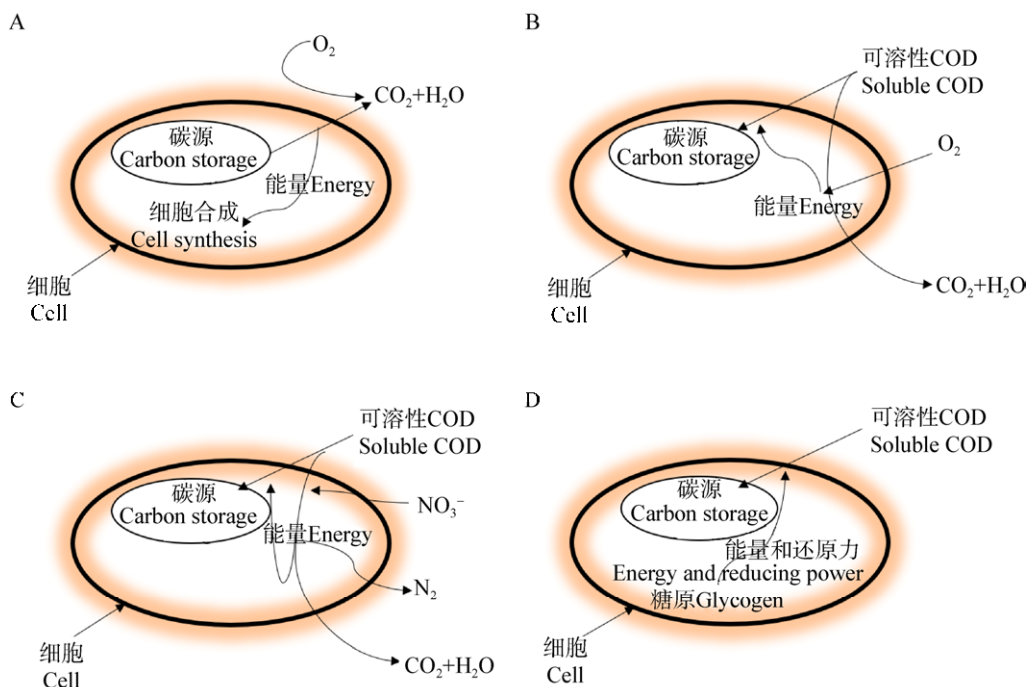 A
O₂
CO₂+H₂O
碳源
Carbon storage
能量Energy
细胞合成
Cell synthesis
细胞
Cell
B
可溶性COD
Soluble COD
碳源
Carbon storage
O₂
能量Energy
细胞
Cell
CO₂+H₂O
C
可溶性COD
Soluble COD
碳源
Carbon storage
NO₃⁻
能量Energy
N₂
细胞
Cell
CO₂+H₂O
D
可溶性COD
Soluble COD
碳源
Carbon storage
能量和还原力
Energy and reducing power
糖原Glycogen
细胞
Cell